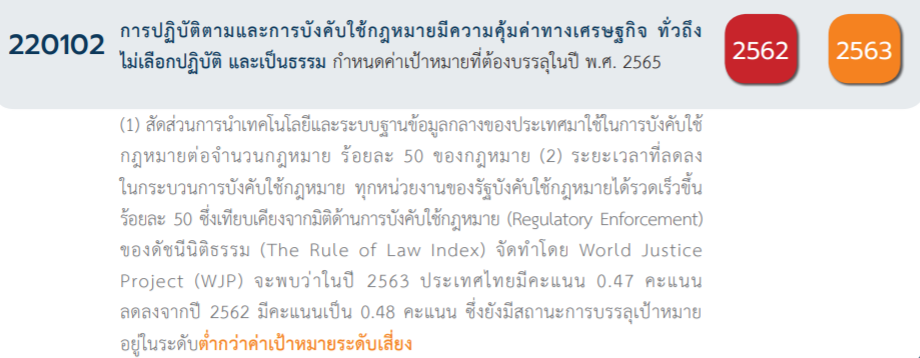 220102
การปฏิบัติตามและการบังคับใช้กฎหมายมีความคุ้มค่าทางเศรษฐกิจ ทั่วถึง
ไม่เลือกปฏิบัติ และเป็นธรรม กำหนดค่าเป้าหมายที่ต้องบรรลุในปี พ.ศ. 2565
2562
2563
(1) สัดส่วนการนำเทคโนโลยีและระบบฐานข้อมูลกลางของประเทศมาใช้ในการบังคับใช้
กฎหมายต่อจำนวนกฎหมาย ร้อยละ 50 ของกฎหมาย (2) ระยะเวลาที่ลดลง
ในกระบวนการบังคับใช้กฎหมาย ทุกหน่วยงานของรัฐบังคับใช้กฎหมายได้รวดเร็วขึ้น
ร้อยละ 50 ซึ่งเทียบเคียงจากมิติด้านการบังคับใช้กฎหมาย (Regulatory Enforcement)
ของดัชนีนิติธรรม (The Rule of Law Index) จัดทำโดย World Justice
Project (WJP) จะพบว่าในปี 2563 ประเทศไทยมีคะแนน 0.47 คะแนน
ลดลงจากปี 2562 มีคะแนนเป็น 0.48 คะแนน ซึ่งยังมีสถานะการบรรลุเป้าหมาย
อยู่ในระดับต่ำกว่าค่าเป้าหมายระดับเสี่ยง